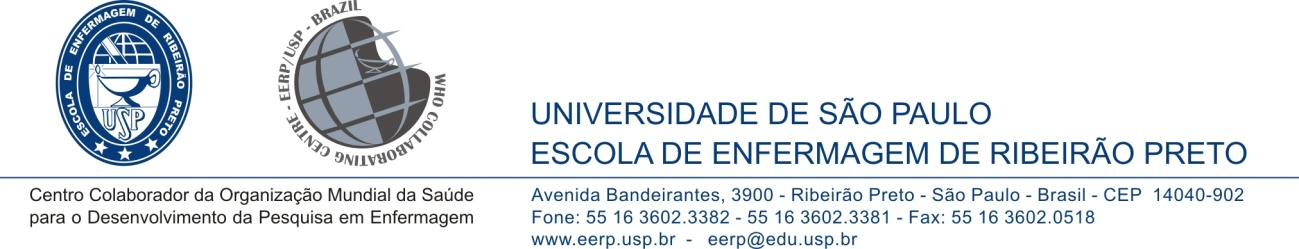 ESCOLA DE ENFERMAGEM DE RIBEIRÃO PRETO
USP
WHO COLLABORATING CENTRE - EERP/USP - BRAZIL
UNIVERSIDADE DE SÃO PAULO
ESCOLA DE ENFERMAGEM DE RIBEIRÃO PRETO
Centro Colaborador da Organização Mundial da Saúde
para o Desenvolvimento da Pesquisa em Enfermagem
Avenida Bandeirantes, 3900 - Ribeirão Preto - São Paulo - Brasil - CEP 14040-902
Fone: 55 16 3602.3382 - 55 16 3602.3381 - Fax: 55 16 3602.0518
www.eerp.usp.br - eerp@edu.usp.br